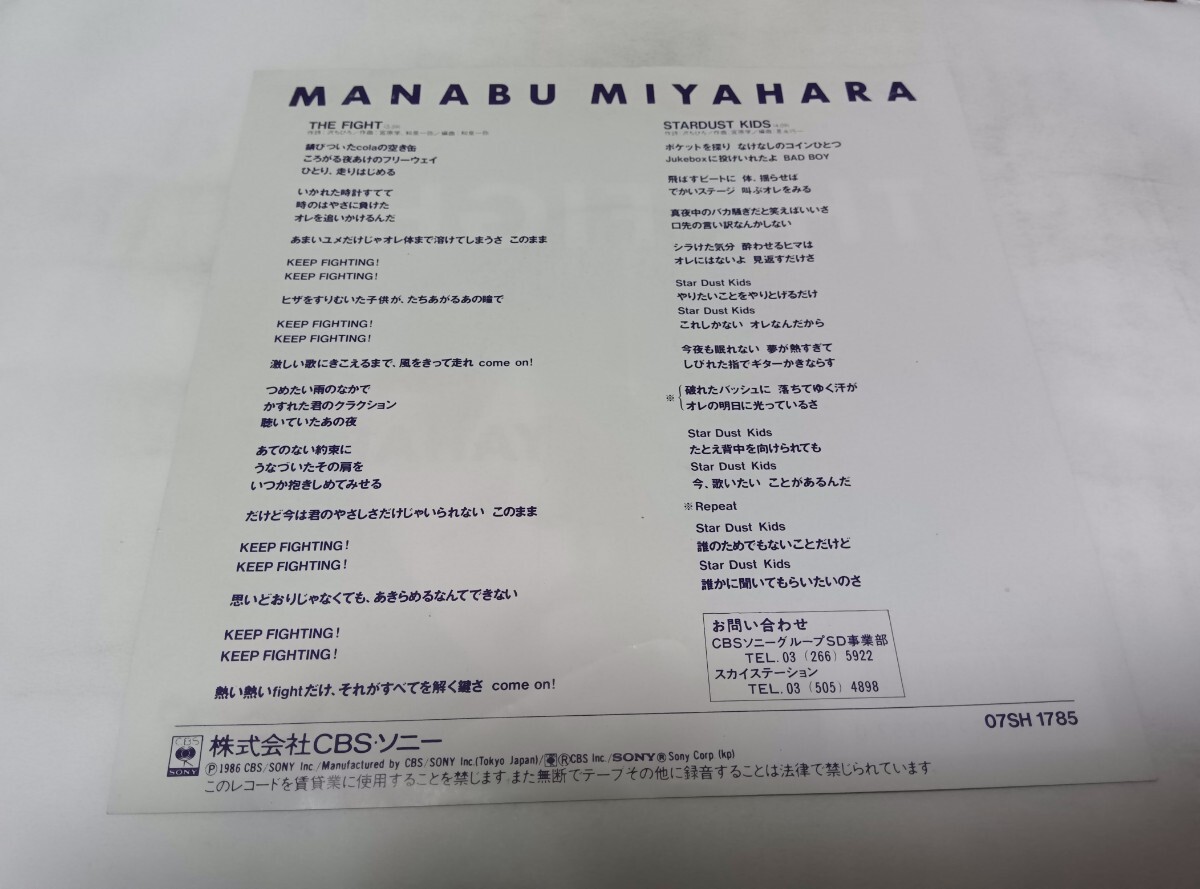 MANABU MIYAHARA
THE FIGHT
錆びついたcolaの空き缶
ころがる夜あけのフリーウェイ
ひとり、走りはじめる
いかれた時計すてて
時のはやさに負けた
オレを追いかけるんだ
あまいユメだけじゃオレ体まで溶けてしまうさ このまま
KEEP FIGHTING!
KEEP FIGHTING!
ヒザをすりむいた子供が、たちあがるあの瞳で
KEEP FIGHTING!
KEEP FIGHTING!
激しい歌にきこえるまで、風をきって走れ come on!
つめたい雨のなかで
かすれた君のクラクション
聴いていたあの夜
あてのない約束に
うなづいたその肩を
いつか抱きしめてみせる
だけど今は君のやさしさだけじゃいられない このまま
KEEP FIGHTING!
KEEP FIGHTING!
思いどおりじゃなくても、あきらめるなんてできない
KEEP FIGHTING!
KEEP FIGHTING!
熱い熱いfightだけ、それがすべてを解く鍵さ come on!
STARDUST KIDS
ポケットを探り なけなしのコインひとつ
Jukeboxに投げいれたよ BAD BOY
飛ばすビートに 体、揺らせば
でかいステージ 叫ぶオレをみる
真夜中のバカ騒ぎだと笑えばいいさ
口先の言い訳なんかしない
シラけた気分 酔わせるヒマは
オレにはないよ 見返すだけさ
Star Dust Kids
やりたいことをやりとげるだけ
Star Dust Kids
これしかない オレなんだから
今夜も眠れない 夢が熱すぎて
しびれた指でギターかきならす
※ 破れたバッシュに 落ちてゆく汗が
オレの明日に光っているさ
Star Dust Kids
たとえ背中を向けられても
Star Dust Kids
今、歌いたい ことがあるんだ
※Repeat
Star Dust Kids
誰のためでもないことだけど
Star Dust Kids
誰かに聞いてもらいたいのさ
お問い合わせ
CBSソニーグループSD事業部
TEL. 03 (266) 5922
スカイステーション
TEL. 03 (505) 4898
07SH 1785
CBS
SONY
株式会社CBS・ソニー
Ⓟ1986 CBS/SONY Inc./Manufactured by CBS/SONY Inc.(Tokyo Japan)/ⓇCBS Inc./SONYⓇSony Corp (kp)
このレコードを賃貸業に使用することを禁じます。また無断でテープその他に録音することは法律で禁じられています